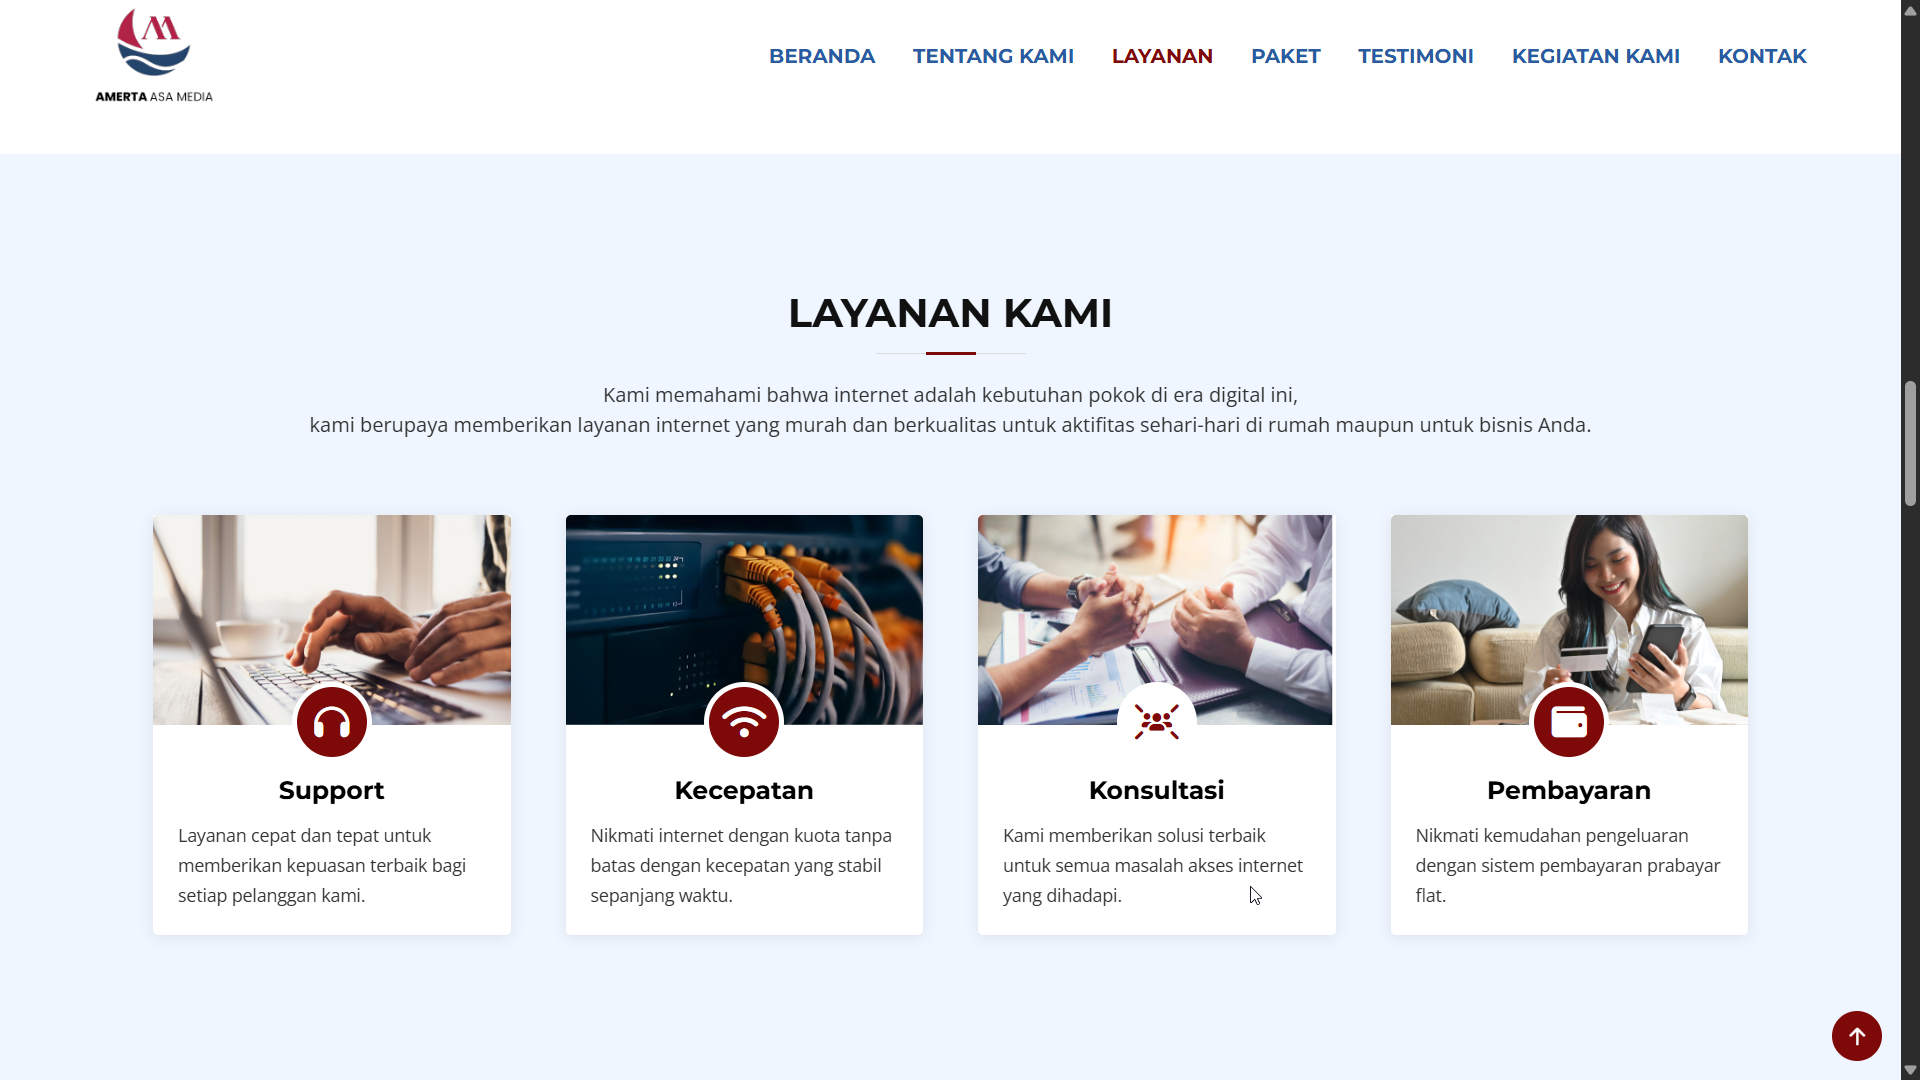 AMERTA ASA MEDIA
BERANDA
TENTANG KAMI
LAYANAN
PAKET
TESTIMONI
KEGIATAN KAMI
KONTAK
LAYANAN KAMI
Kami memahami bahwa internet adalah kebutuhan pokok di era digital ini,
kami berupaya memberikan layanan internet yang murah dan berkualitas untuk aktifitas sehari-hari di rumah maupun untuk bisnis Anda.
Support
Layanan cepat dan tepat untuk
memberikan kepuasan terbaik bagi
setiap pelanggan kami.
Kecepatan
Nikmati internet dengan kuota tanpa
batas dengan kecepatan yang stabil
sepanjang waktu.
Konsultasi
Kami memberikan solusi terbaik
untuk semua masalah akses internet
yang dihadapi.
Pembayaran
Nikmati kemudahan pengeluaran
dengan sistem pembayaran prabayar
flat.